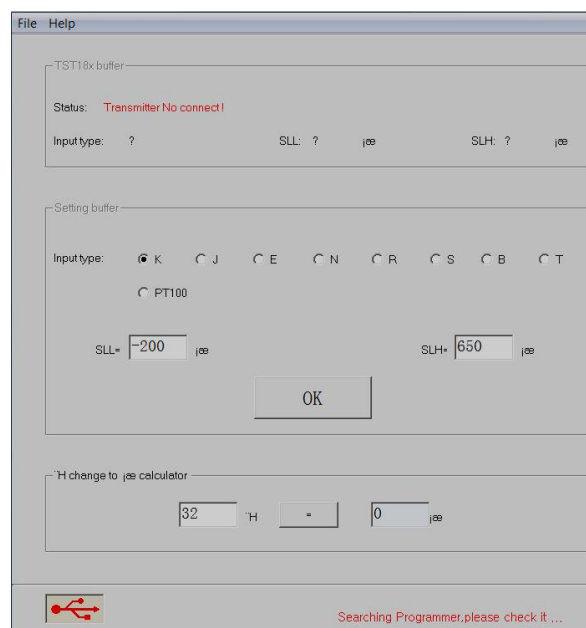 File Help
TST18x buffer
Status: Transmitter No connect!
Input type: ? SLL: ? ¡æ SLH: ? ¡æ
Setting buffer
Input type: K J E N R S B T
PT100
SLL= -200 ¡æ SLH= 650 ¡æ
OK
¨H change to ¡æ calculator
32 ¨H = 0 ¡æ
Searching Programmer,please check it ...